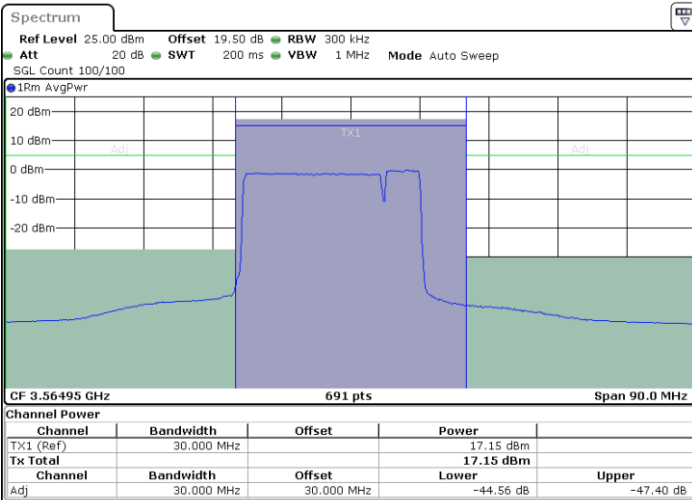 Spectrum
Ref Level 25.00 dBm Offset 19.50 dB RBW 300 kHz
Att 20 dB SWT 200 ms VBW 1 MHz Mode Auto Sweep
SGL Count 100/100
1Rm AvgPwr
20 dBm
TX1
10 dBm
Adj Adj
0 dBm
-10 dBm
-20 dBm
CF 3.56495 GHz 691 pts Span 90.0 MHz
Channel Power
Channel Bandwidth Offset Power
TX1 (Ref) 30.000 MHz 17.15 dBm
Tx Total 17.15 dBm
Channel Bandwidth Offset Lower Upper
Adj 30.000 MHz 30.000 MHz -44.56 dB -47.40 dB